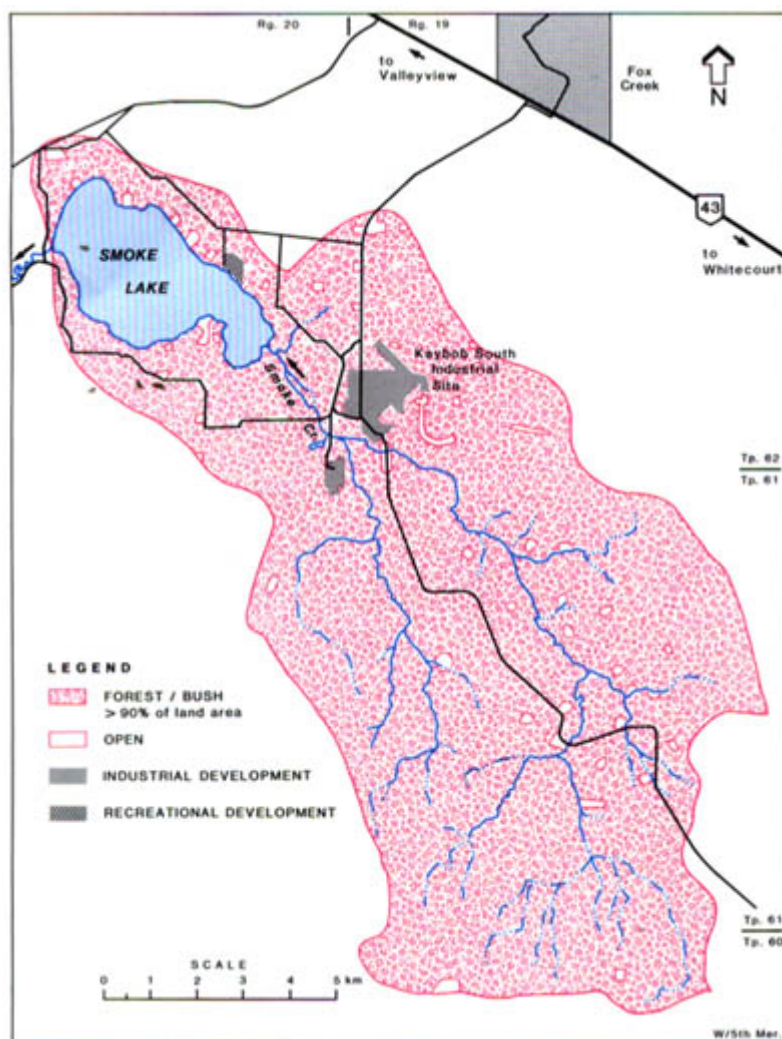 Rg. 20
Rg. 19
to
Valleyview
Fox
Creek
N
43
to
Whitecourt
SMOKE
LAKE
Kaybob South
Industrial
Site
Smoke Cr.
Tp. 62
Tp. 61
LEGEND
FOREST / BUSH
> 90% of land area
OPEN
INDUSTRIAL DEVELOPMENT
RECREATIONAL DEVELOPMENT
Tp. 61
Tp. 60
SCALE
0 1 2 3 4 5 km
W/5th Mer.